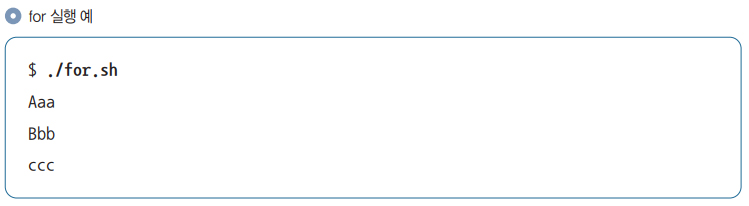 for 실행 예
$ ./for.sh
Aaa
Bbb
ccc